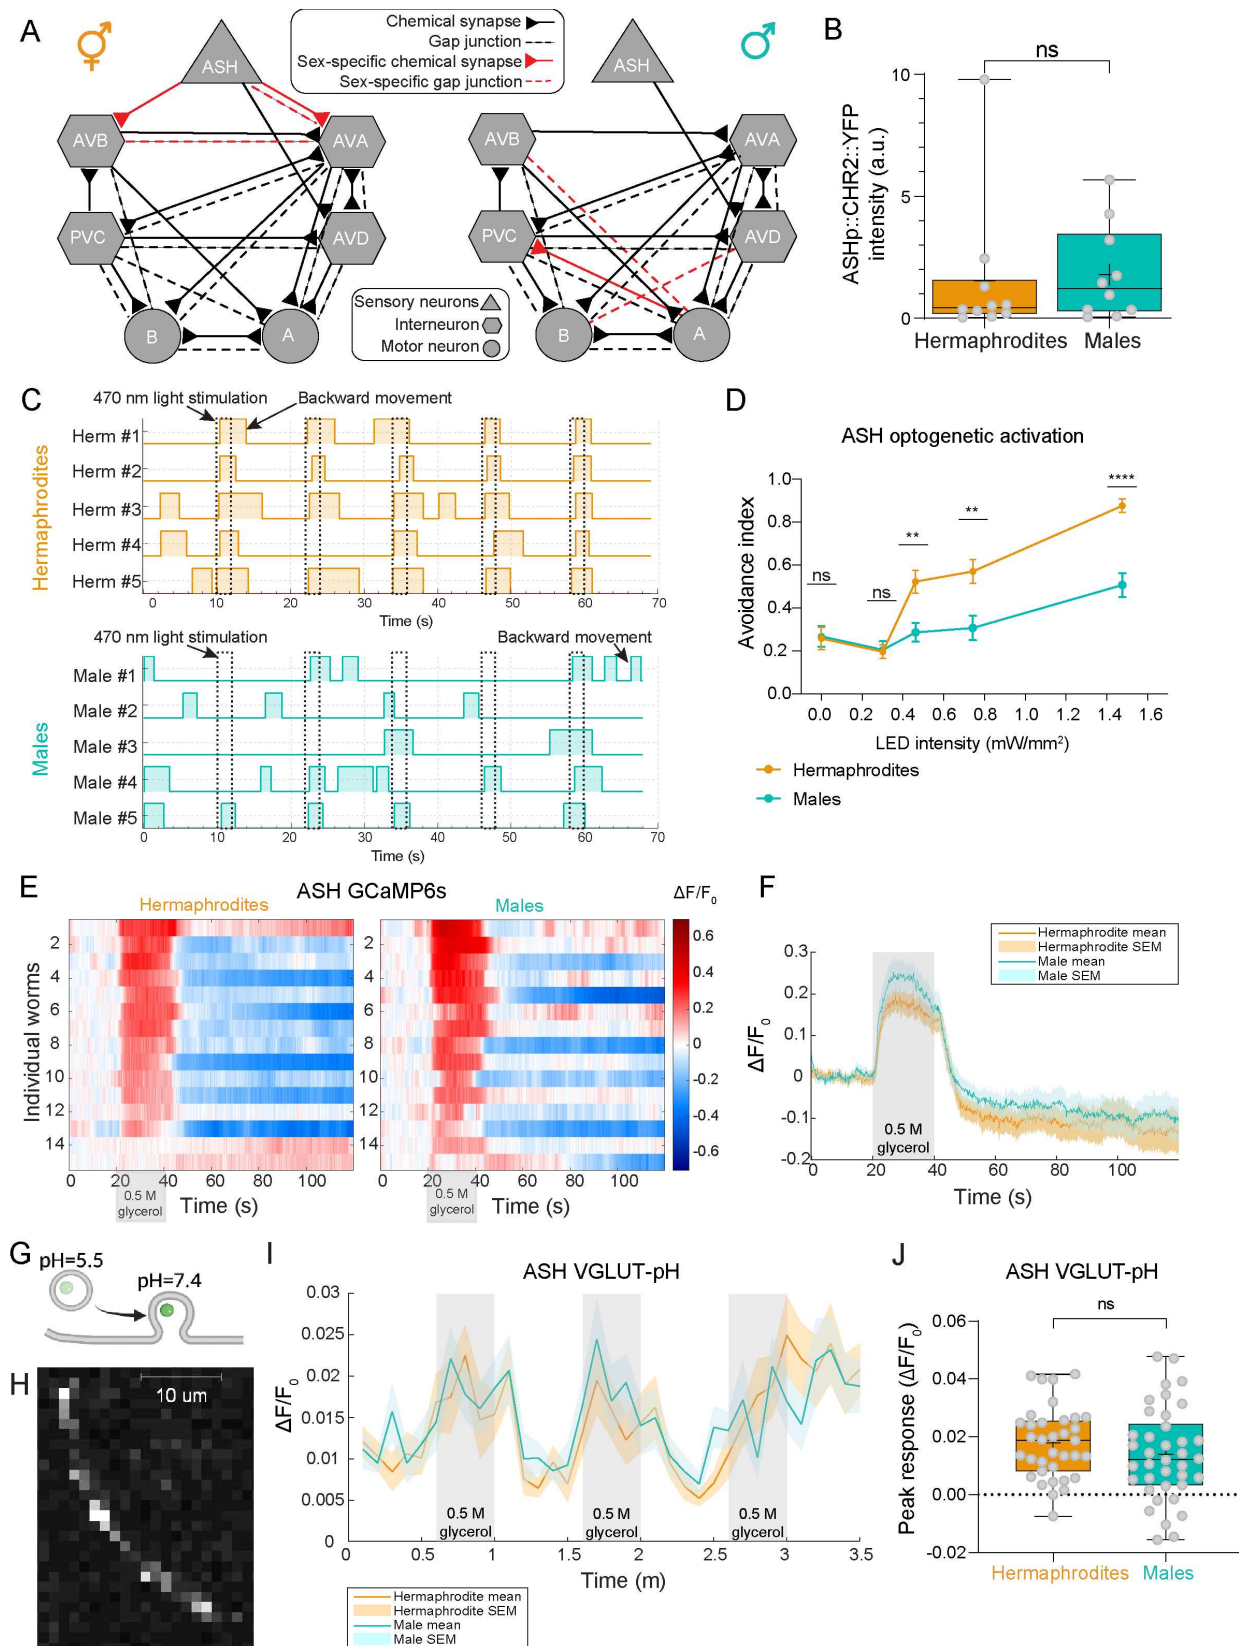 A
⚥
ASH
AVB
AVA
PVC
AVD
B
A
Chemical synapse
Gap junction
Sex-specific chemical synapse
Sex-specific gap junction
Sensory neurons
Interneuron
Motor neuron
♂
ASH
AVB
AVA
PVC
AVD
B
A
B
ns
ASHp::CHR2::YFP
intensity (a.u.)
10
5
0
Hermaphrodites
Males
C
470 nm light stimulation
Backward movement
Hermaphrodites
Herm #1
Herm #2
Herm #3
Herm #4
Herm #5
0 10 20 30 40 50 60 70
Time (s)
470 nm light stimulation
Backward movement
Males
Male #1
Male #2
Male #3
Male #4
Male #5
0 10 20 30 40 50 60 70
Time (s)
D
ASH optogenetic activation
Avoidance index
1.0
0.8
0.6
0.4
0.2
0.0
ns
ns
**
**
****
0.0 0.2 0.4 0.6 0.8 1.0 1.2 1.4 1.6
LED intensity (mW/mm²)
Hermaphrodites
Males
E
ASH GCaMP6s
Hermaphrodites
Males
ΔF/F₀
Individual worms
2
4
6
8
10
12
14
0 20 40 60 80 100
0.5 M
glycerol
Time (s)
2
4
6
8
10
12
14
0 20 40 60 80 100
0.5 M
glycerol
Time (s)
0.6
0.4
0.2
0
-0.2
-0.4
-0.6
F
Hermaphrodite mean
Hermaphrodite SEM
Male mean
Male SEM
ΔF/F₀
0.3
0.2
0.1
0
-0.1
-0.2
0.5 M
glycerol
0 20 40 60 80 100
Time (s)
G
pH=5.5
pH=7.4
H
10 um
I
ASH VGLUT-pH
ΔF/F₀
0.03
0.025
0.02
0.015
0.01
0.005
0
0.5 M
glycerol
0.5 M
glycerol
0.5 M
glycerol
0 0.5 1 1.5 2 2.5 3 3.5
Time (m)
Hermaphrodite mean
Hermaphrodite SEM
Male mean
Male SEM
J
ASH VGLUT-pH
ns
Peak response (ΔF/F₀)
0.06
0.04
0.02
0.00
-0.02
Hermaphrodites
Males